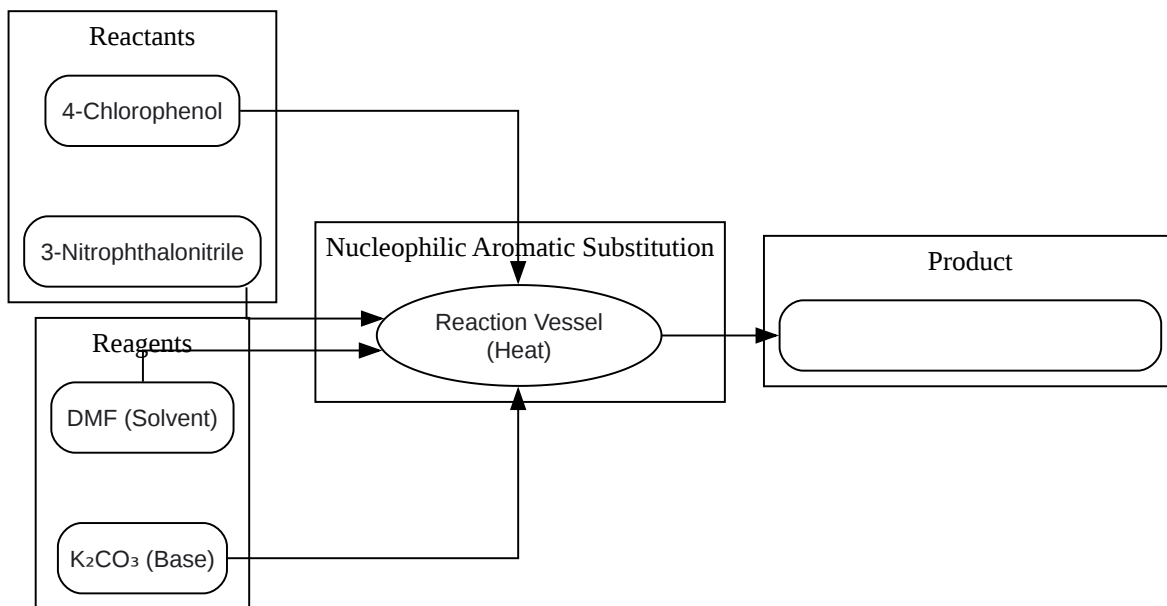 Reactants
4-Chlorophenol
3-Nitrophthalonitrile
Reagents
DMF (Solvent)
K₂CO₃ (Base)
Nucleophilic Aromatic Substitution
Reaction Vessel
(Heat)
Product